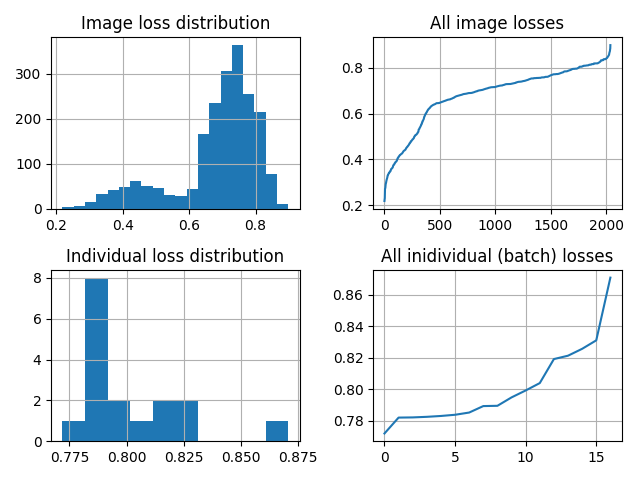 Image loss distribution
300
200
100
0
0.2 0.4 0.6 0.8
All image losses
0.8
0.6
0.4
0.2
0 500 1000 1500 2000
Individual loss distribution
8
6
4
2
0
0.775 0.800 0.825 0.850 0.875
All inidividual (batch) losses
0.86
0.84
0.82
0.80
0.78
0 5 10 15